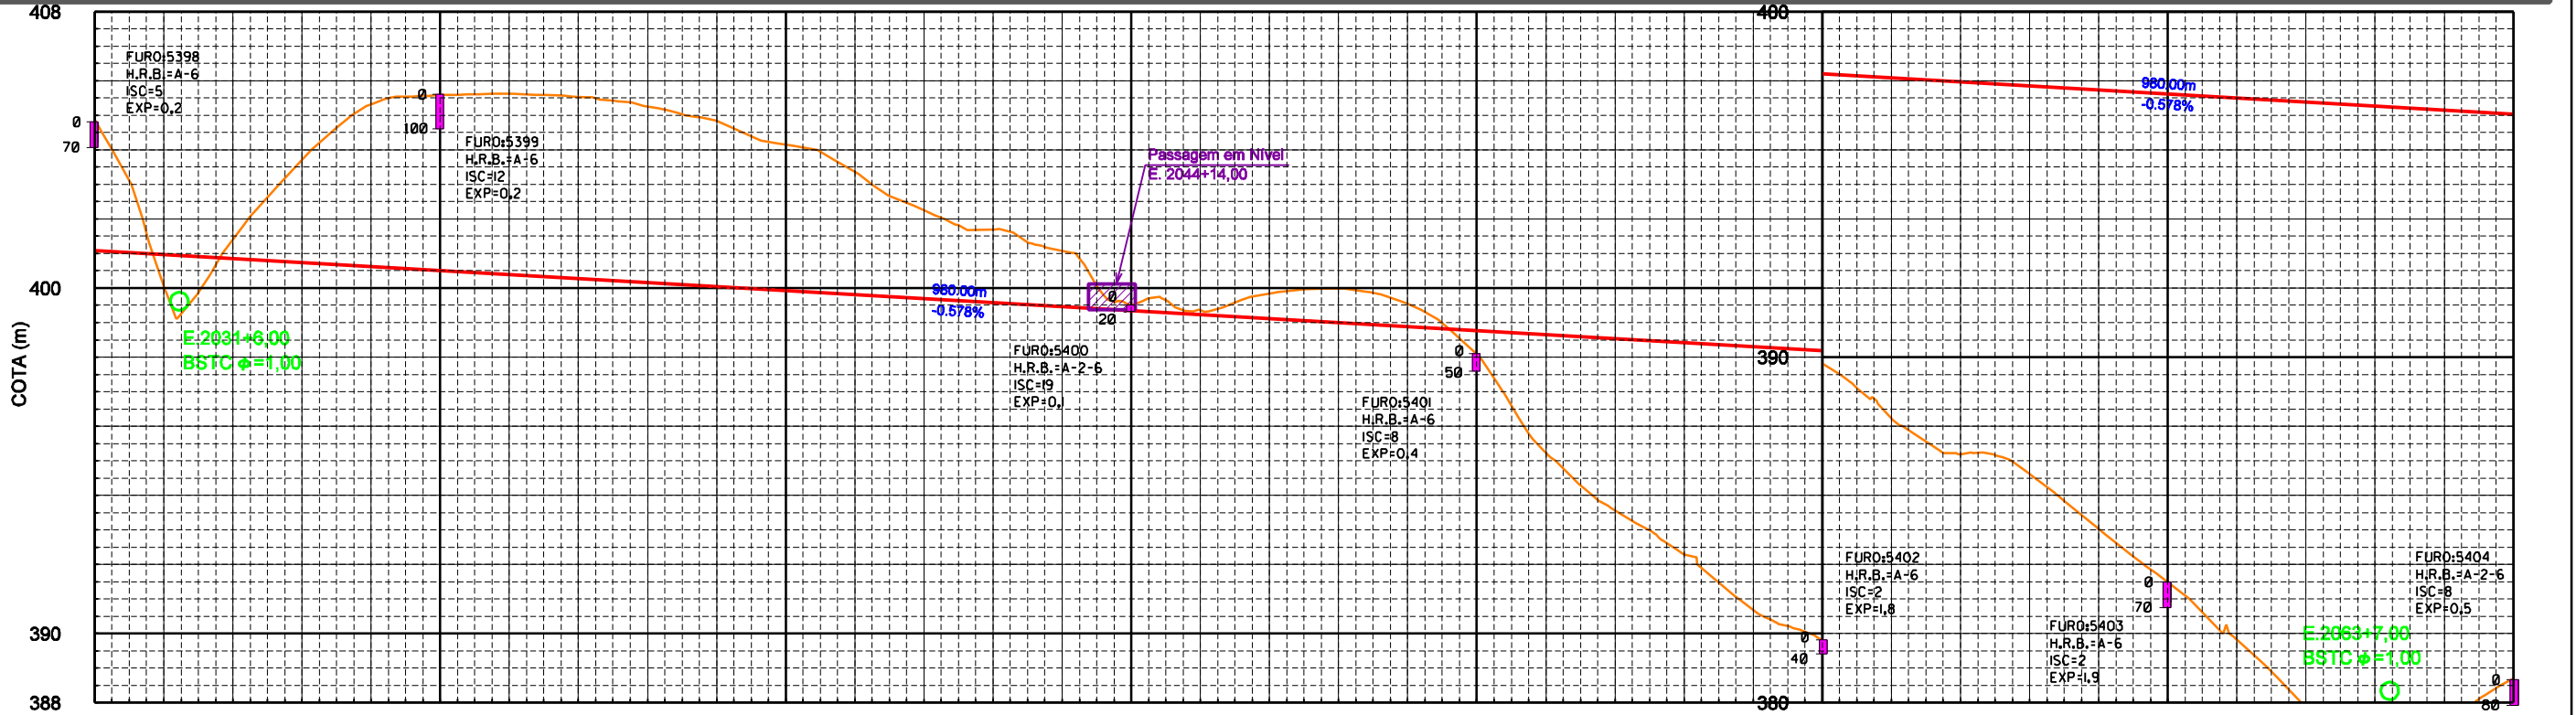 408
400
FURO:5398
H.R.B.=A-6
ISC=5
EXP=0.2
0
70
0
100
FURO:5399
H.R.B.=A-6
ISC=12
EXP=0.2
Passagem em Nível
E. 2044+14,00
980.00m
-0.578%
400
980.00m
-0.578%
0
20
E.2031+6,00
BSTC ϕ=1,00
COTA (m)
FURO:5400
H.R.B.=A-2-6
ISC=19
EXP=0.1
0
50
390
FURO:5401
H.R.B.=A-6
ISC=8
EXP=0.4
FURO:5402
H.R.B.=A-6
ISC=2
EXP=1.8
0
70
FURO:5404
H.R.B.=A-2-6
ISC=8
EXP=0.5
390
0
40
FURO:5403
H.R.B.=A-6
ISC=2
EXP=1.9
E.2063+7,00
BSTC ϕ=1,00
0
80
388
380